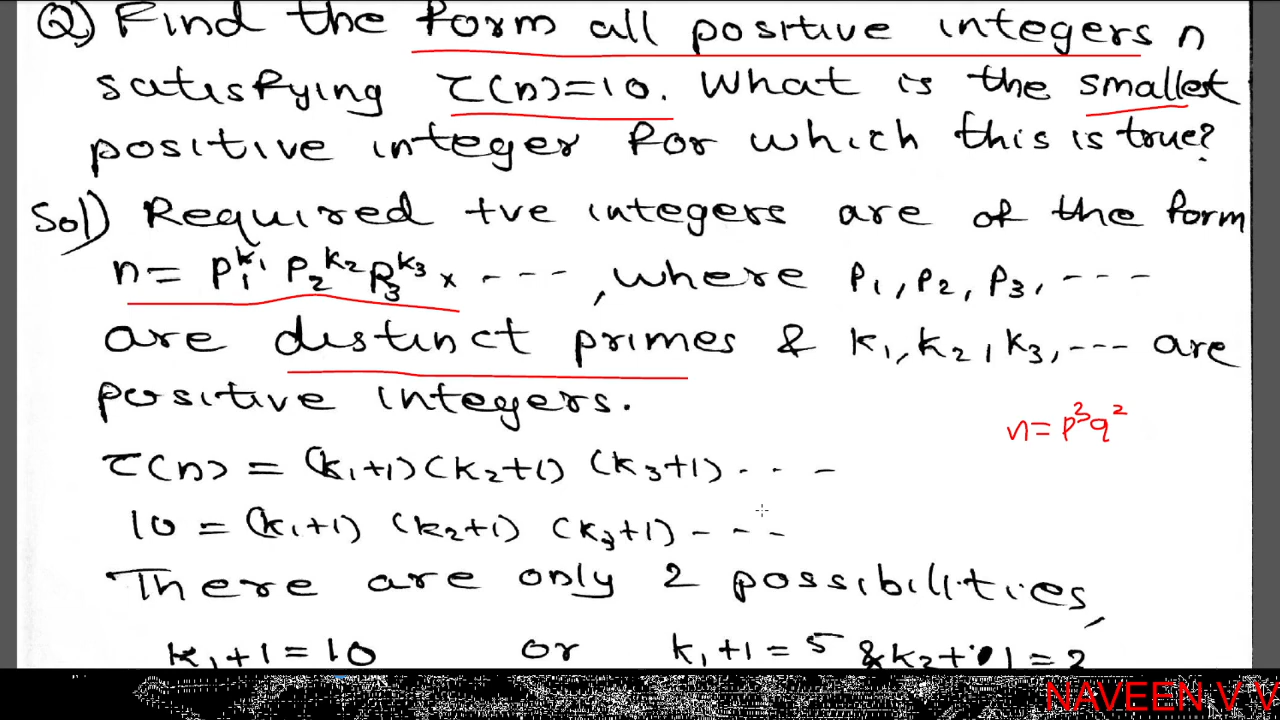 Q) Find the form all positive integers n
satisfying τ(n)=10. What is the smallest
positive integer for which this is true?
Sol) Required +ve integers are of the form
n = p₁^k₁ p₂^k₂ p₃^k₃ × - - - -, where p₁, p₂, p₃, - - - -
are distinct primes & k₁, k₂, k₃, - - - are
positive integers.
n = p³q²
τ(n) = (k₁+1) (k₂+1) (k₃+1) - - -
10 = (k₁+1) (k₂+1) (k₃+1) - - -
There are only 2 possibilities,
k₁+1 = 10 or k₁+1 = 5 & k₂+1 = 2
NAVEEN V V